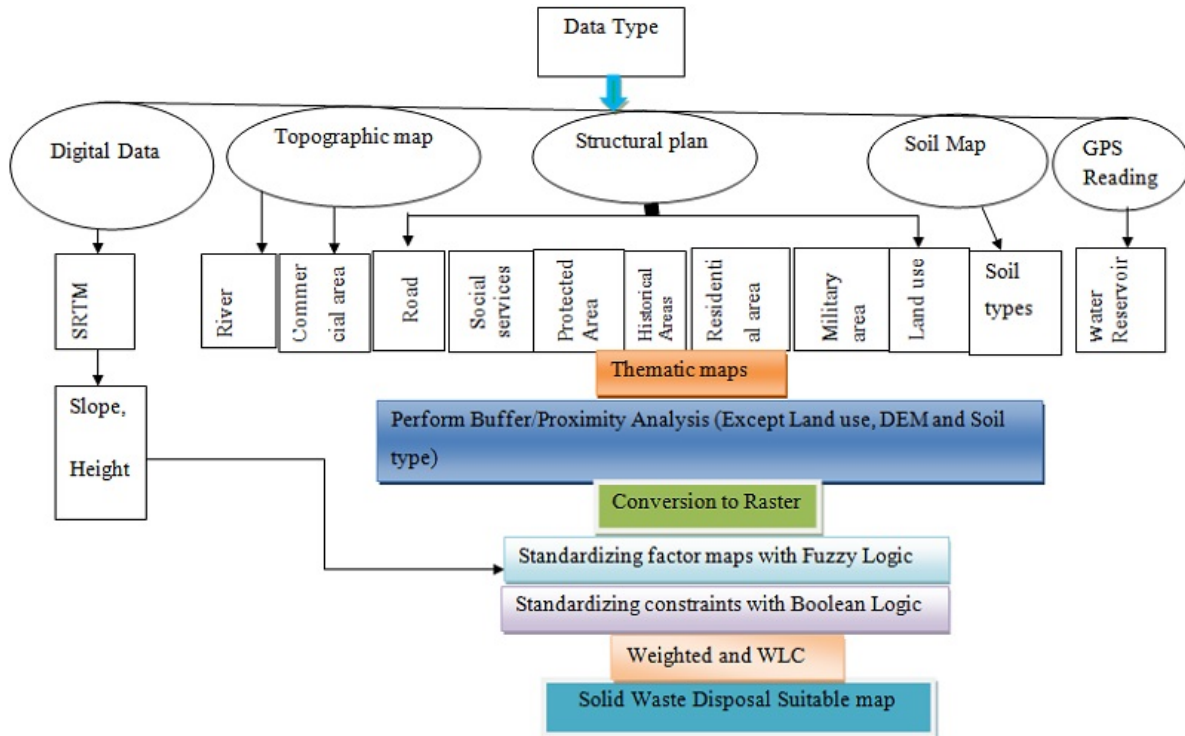 Data Type
Digital Data
Topographic map
Structural plan
Soil Map
GPS
Reading
SRTM
River
Commer
cial area
Road
Social
services
Protected
Area
Historical
Areas
Residenti
al area
Military
area
Land use
Soil
types
Water
Reservoir
Thematic maps
Slope,
Height
Perform Buffer/Proximity Analysis (Except Land use, DEM and Soil
type)
Conversion to Raster
Standardizing factor maps with Fuzzy Logic
Standardizing constraints with Boolean Logic
Weighted and WLC
Solid Waste Disposal Suitable map